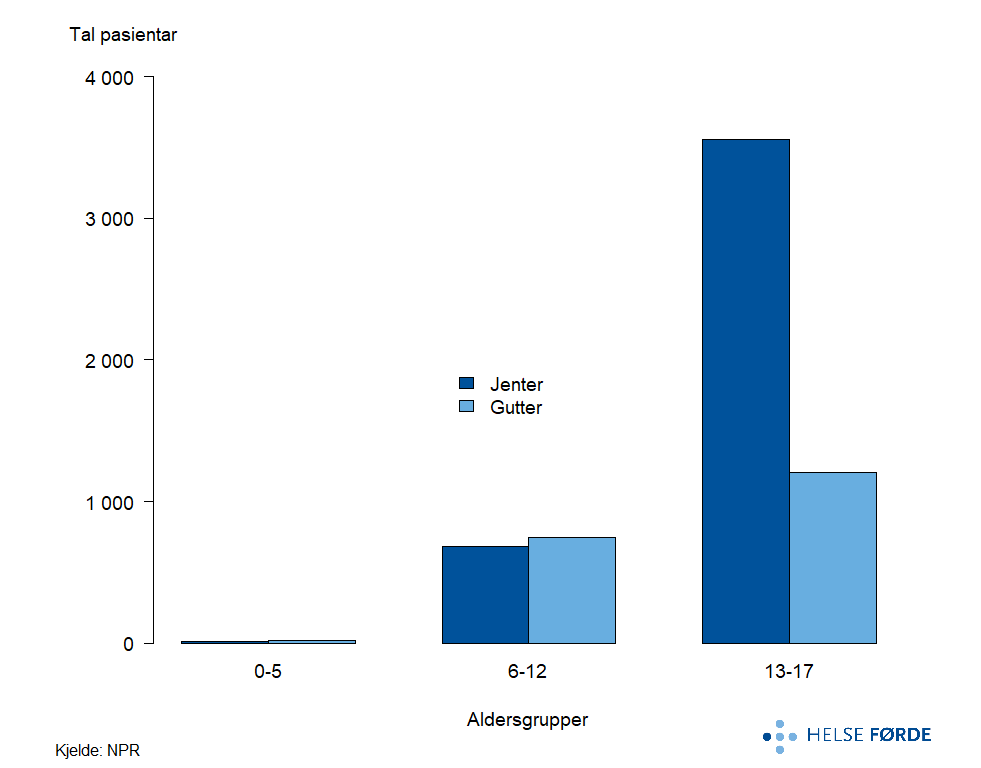 Tal pasientar
4 000
3 000
2 000
1 000
0
Jenter
Gutter
0-5 6-12 13-17
Aldersgrupper
HELSE FØRDE
Kjelde: NPR